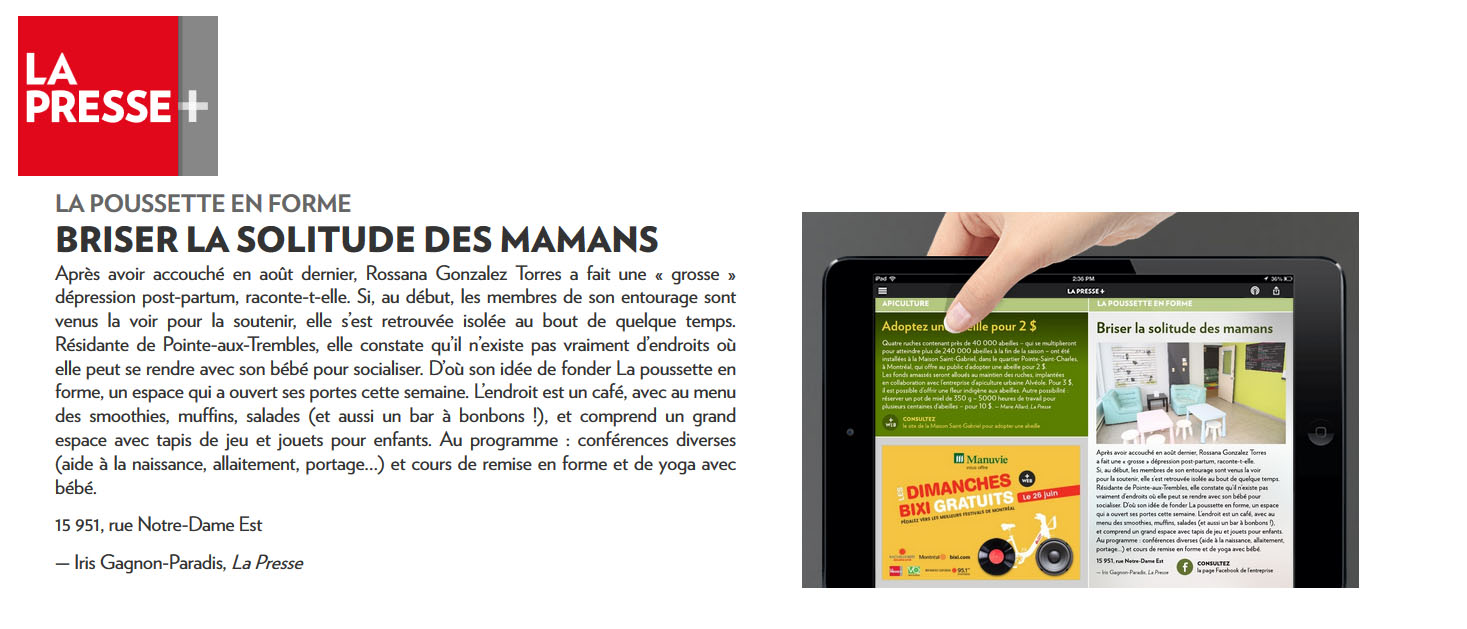 LA
PRESSE+
LA POUSSETTE EN FORME
BRISER LA SOLITUDE DES MAMANS
Après avoir accouché en août dernier, Rossana Gonzalez Torres a fait une « grosse »
dépression post-partum, raconte-t-elle. Si, au début, les membres de son entourage sont
venus la voir pour la soutenir, elle s'est retrouvée isolée au bout de quelque temps.
Résidante de Pointe-aux-Trembles, elle constate qu'il n'existe pas vraiment d'endroits où
elle peut se rendre avec son bébé pour socialiser. D'où son idée de fonder La poussette en
forme, un espace qui a ouvert ses portes cette semaine. L'endroit est un café, avec au menu
des smoothies, muffins, salades (et aussi un bar à bonbons !), et comprend un grand
espace avec tapis de jeu et jouets pour enfants. Au programme : conférences diverses
(aide à la naissance, allaitement, portage...) et cours de remise en forme et de yoga avec
bébé.
15 951, rue Notre-Dame Est
— Iris Gagnon-Paradis, La Presse
iPad
2:36 PM
36%
LA PRESSE +
APICULTURE
Adoptez un eille pour 2 $
Quatre ruches contenant près de 40 000 abeilles – qui se multiplieront
pour atteindre plus de 240 000 abeilles à la fin de la saison – ont été
installées à la Maison Saint-Gabriel, dans le quartier Pointe-Saint-Charles,
à Montréal, qui offre au public d'adopter une abeille pour 2 $.
Les fonds amassés seront alloués au maintien des ruches, implantées
en collaboration avec l'entreprise d'apiculture urbaine Alvéole. Pour 3 $,
il est possible d'offrir une fleur indigène aux abeilles. Autre possibilité :
réserver un pot de miel de 350 g – 5000 heures de travail pour
plusieurs centaines d'abeilles – pour 10 $. — Marie Allard, La Presse
+
WEB
CONSULTEZ
le site de la Maison Saint-Gabriel pour adopter une abeille
Manuvie
vous offre
LES DIMANCHES
BIXI GRATUITS
+
WEB
Le 26 juin
PÉDALEZ VERS LES MEILLEURS FESTIVALS DE MONTRÉAL
Montréal
bixi.com
95.1
LA POUSSETTE EN FORME
Briser la solitude des mamans
Après avoir accouché en août dernier, Rossana Gonzalez Torres
a fait une « grosse » dépression post-partum, raconte-t-elle.
Si, au début, les membres de son entourage sont venus la voir
pour la soutenir, elle s'est retrouvée isolée au bout de quelque temps.
Résidante de Pointe-aux-Trembles, elle constate qu'il n'existe pas
vraiment d'endroits où elle peut se rendre avec son bébé pour
socialiser. D'où son idée de fonder La poussette en forme, un espace
qui a ouvert ses portes cette semaine. L'endroit est un café, avec au
menu des smoothies, muffins, salades (et aussi un bar à bonbons !),
et comprend un grand espace avec tapis de jeu et jouets pour enfants.
Au programme : conférences diverses (aide à la naissance, allaitement,
portage...) et cours de remise en forme et de yoga avec bébé.
15 951, rue Notre-Dame Est
— Iris Gagnon-Paradis, La Presse
f
CONSULTEZ
la page Facebook de l'entreprise